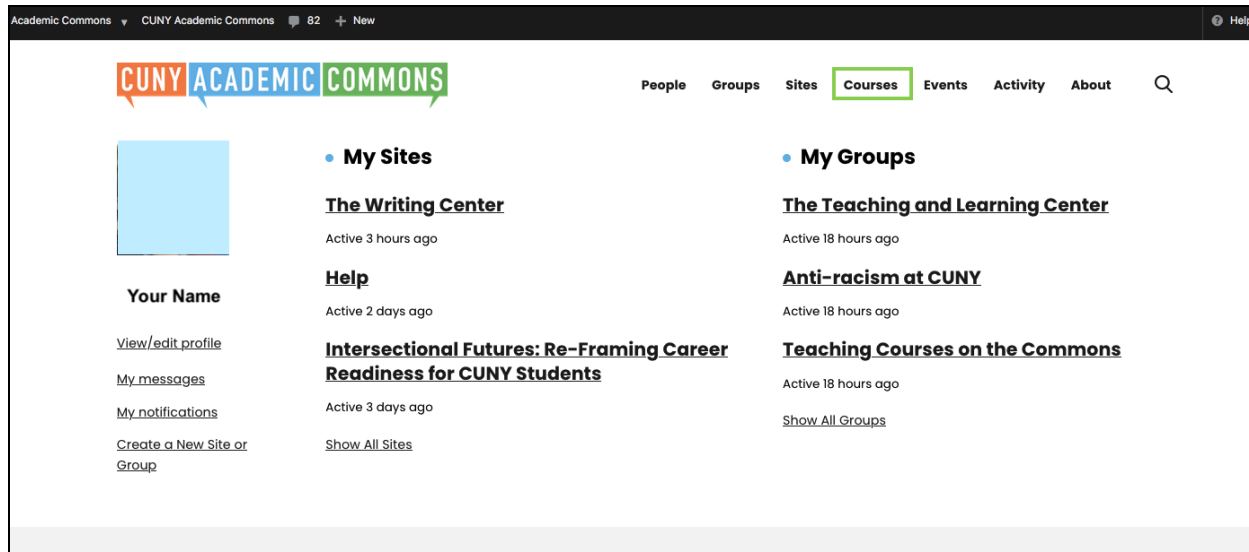 Academic Commons CUNY Academic Commons 82 + New Help
CUNY ACADEMIC COMMONS
People Groups Sites Courses Events Activity About
Your Name
View/edit profile
My messages
My notifications
Create a New Site or
Group
My Sites
The Writing Center
Active 3 hours ago
Help
Active 2 days ago
Intersectional Futures: Re-Framing Career
Readiness for CUNY Students
Active 3 days ago
Show All Sites
My Groups
The Teaching and Learning Center
Active 18 hours ago
Anti-racism at CUNY
Active 18 hours ago
Teaching Courses on the Commons
Active 18 hours ago
Show All Groups